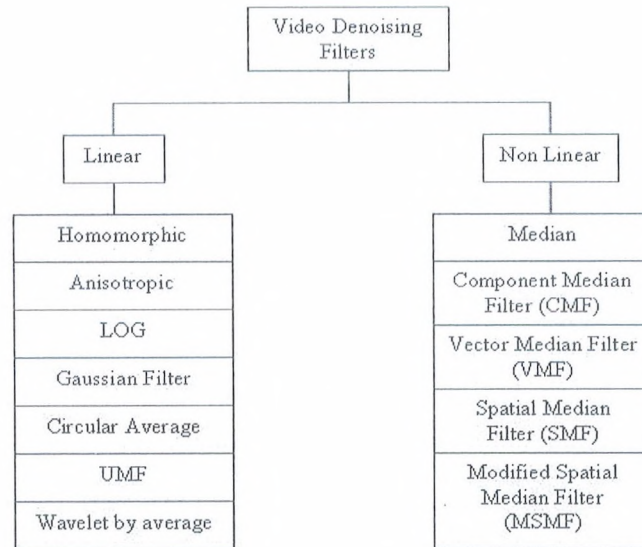 Video Denoising
Filters
Linear
Non Linear
Homomorphic
Anisotropic
LOG
Gaussian Filter
Circular Average
UMF
Wavelet by average
Median
Component Median
Filter (CMF)
Vector Median Filter
(VMF)
Spatial Median
Filter (SMF)
Modified Spatial
Median Filter
(MSMF)